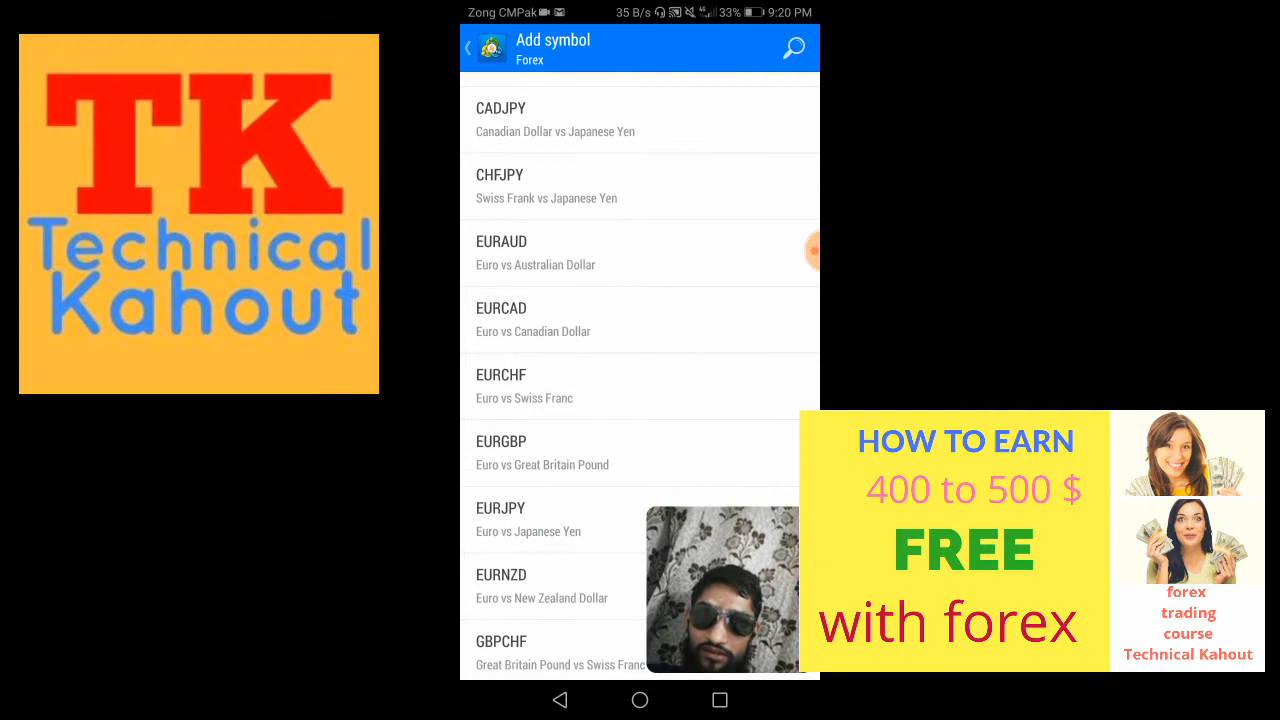 TK
Technical
Kahout
Zong CMPak 35 B/s 4G 33% 9:20 PM
Add symbol
Forex
CADJPY
Canadian Dollar vs Japanese Yen
CHFJPY
Swiss Frank vs Japanese Yen
EURAUD
Euro vs Australian Dollar
EURCAD
Euro vs Canadian Dollar
EURCHF
Euro vs Swiss Franc
EURGBP
Euro vs Great Britain Pound
EURJPY
Euro vs Japanese Yen
EURNZD
Euro vs New Zealand Dollar
GBPCHF
Great Britain Pound vs Swiss Franc
HOW TO EARN
400 to 500 $
FREE
with forex
forex
trading
course
Technical Kahout